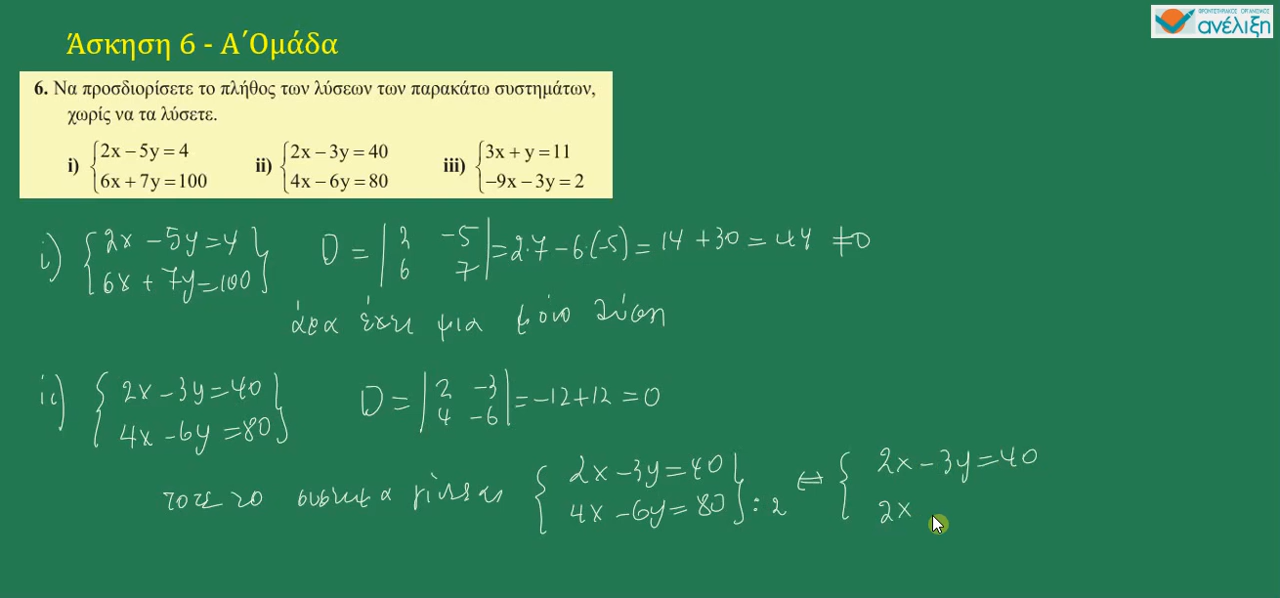 ΦΡΟΝΤΙΣΤΗΡΙΑΚΟΣ ΟΡΓΑΝΙΣΜΟΣ
ανέλιξη
Άσκηση 6 - Α΄Ομάδα
6. Να προσδιορίσετε το πλήθος των λύσεων των παρακάτω συστημάτων,
χωρίς να τα λύσετε.
i) {2x − 5y = 4 ii) {2x − 3y = 40 iii) {3x + y = 11
6x + 7y = 100 4x − 6y = 80 −9x − 3y = 2
i) {2x − 5y = 4 D = |2 −5| = 2·7 − 6·(−5) = 14 + 30 = 44 ≠ 0
6x + 7y = 100} |6 7|
άρα έχει μια μόνο λύση
ii) {2x − 3y = 40 D = |2 −3| = −12 + 12 = 0
4x − 6y = 80} |4 −6|
τοτε το συστημα γίνεται {2x − 3y = 40 ⇔ {2x − 3y = 40
4x − 6y = 80} : 2 2x